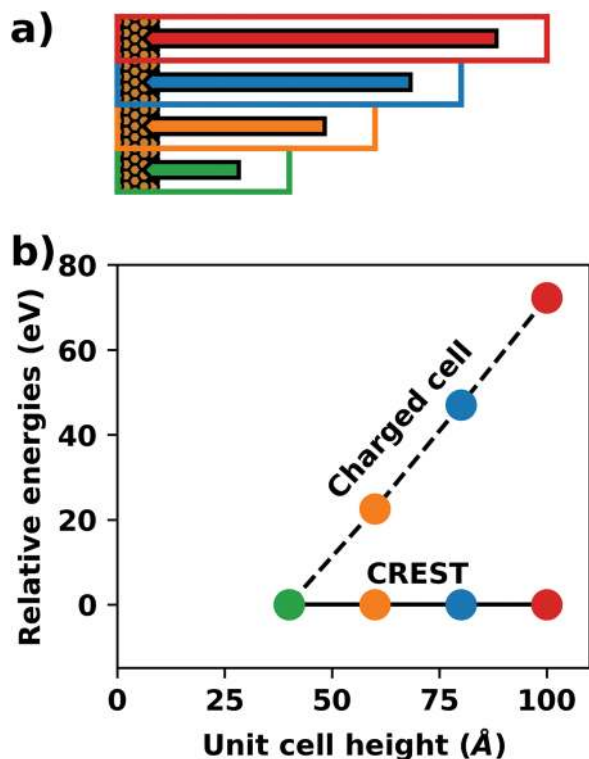 a)
b)
80
60
40
20
0
Relative energies (eV)
Charged cell
CREST
0 25 50 75 100
Unit cell height (Å)